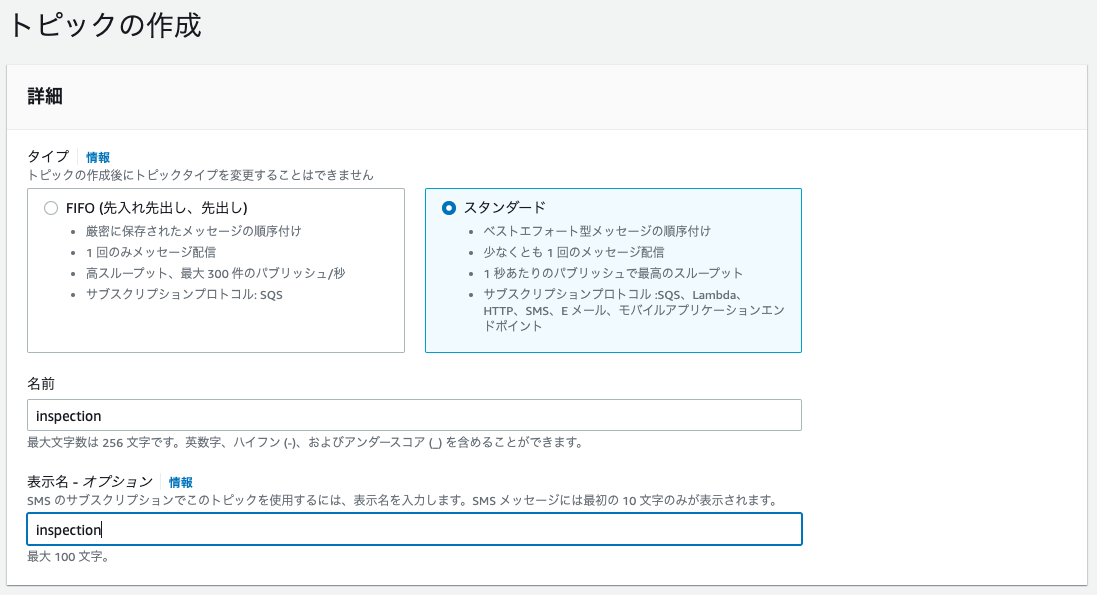 トピックの作成
詳細
タイプ 情報
トピックの作成後にトピックタイプを変更することはできません
FIFO (先入れ先出し、先出し)
• 厳密に保存されたメッセージの順序付け
• 1 回のみメッセージ配信
• 高スループット、最大 300 件のパブリッシュ/秒
• サブスクリプションプロトコル: SQS
スタンダード
• ベストエフォート型メッセージの順序付け
• 少なくとも 1 回のメッセージ配信
• 1 秒あたりのパブリッシュで最高のスループット
• サブスクリプションプロトコル :SQS、Lambda、
HTTP、SMS、E メール、モバイルアプリケーションエン
ドポイント
名前
inspection
最大文字数は 256 文字です。英数字、ハイフン (-)、およびアンダースコア (_) を含めることができます。
表示名 - オプション 情報
SMS のサブスクリプションでこのトピックを使用するには、表示名を入力します。SMS メッセージには最初の 10 文字のみが表示されます。
inspection
最大 100 文字。